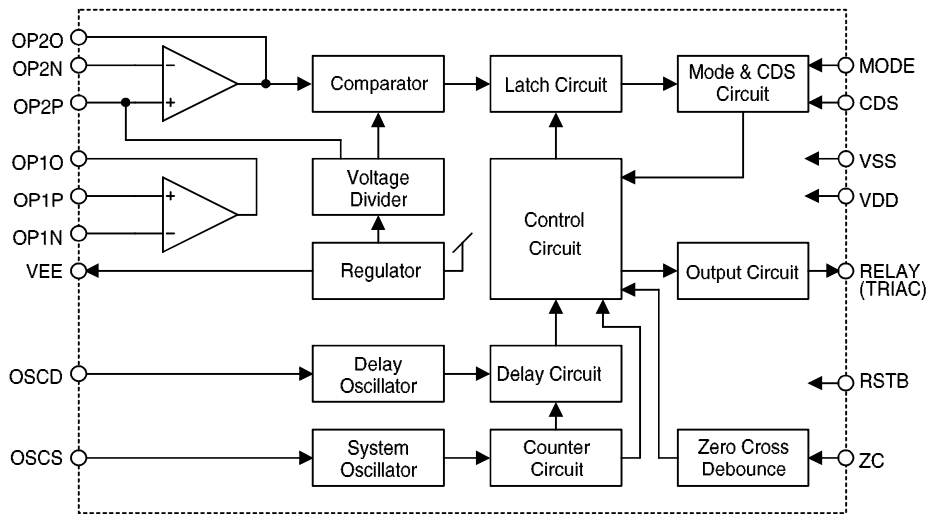 OP2O
OP2N
OP2P
OP1O
OP1P
OP1N
VEE
OSCD
OSCS
−
+
+
−
Comparator
Voltage
Divider
Regulator
Delay
Oscillator
System
Oscillator
Latch Circuit
Control
Circuit
Delay Circuit
Counter
Circuit
Mode & CDS
Circuit
Output Circuit
Zero Cross
Debounce
MODE
CDS
VSS
VDD
RELAY
(TRIAC)
RSTB
ZC